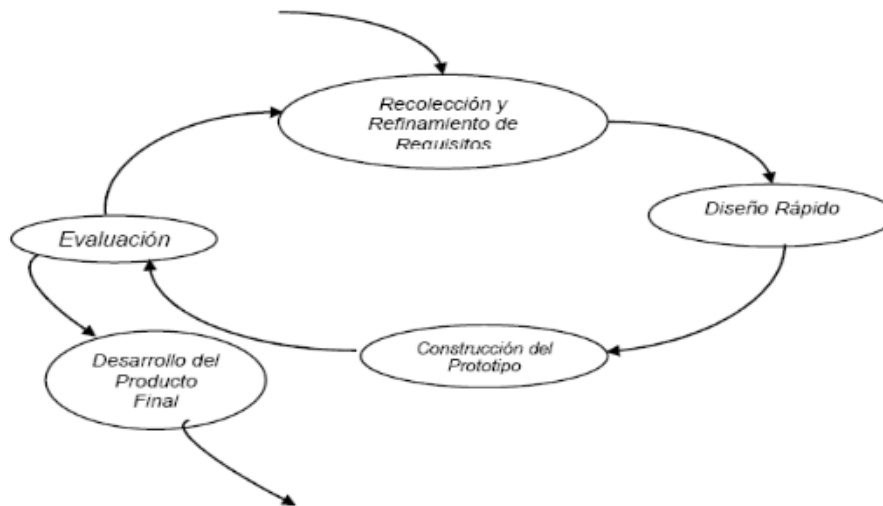 Recolección y
Refinamiento de
Requisitos
Diseño Rápido
Evaluación
Construcción del
Prototipo
Desarrollo del
Producto
Final